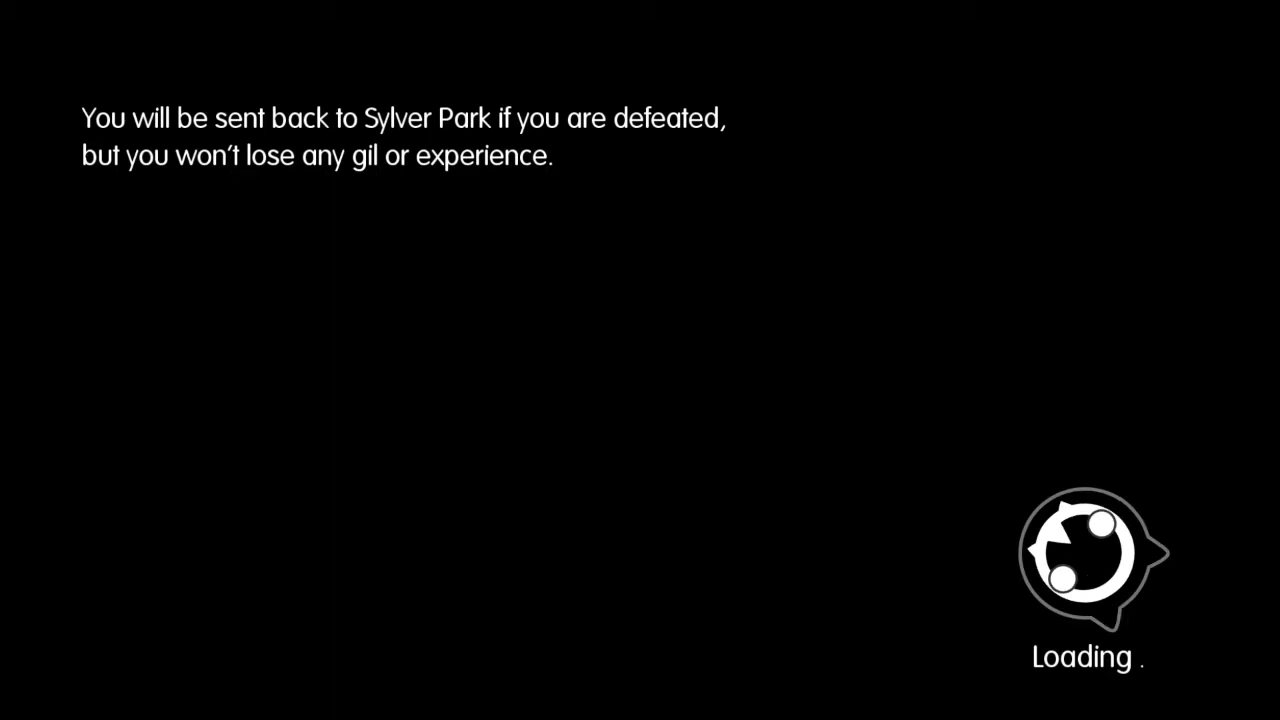 You will be sent back to Sylver Park if you are defeated,
but you won't lose any gil or experience.
Loading .